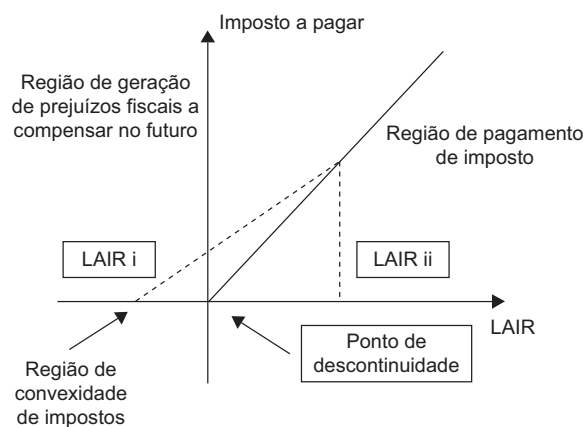 Imposto a pagar
Região de geração
de prejuízos fiscais a
compensar no futuro
Região de pagamento
de imposto
LAIR i
LAIR ii
LAIR
Ponto de
descontinuidade
Região de
convexidade
de impostos